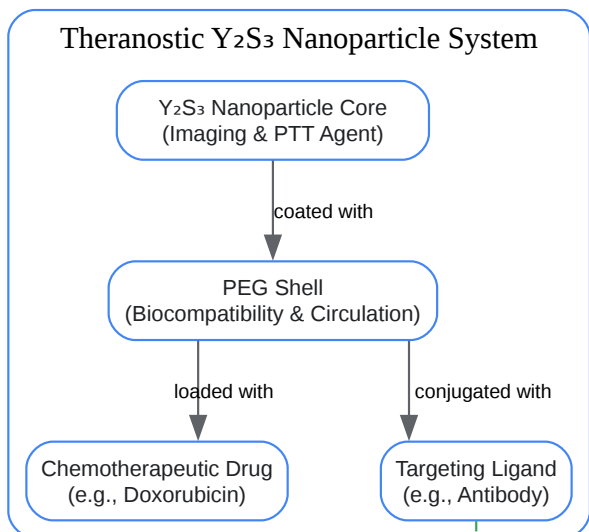 Theranostic Y₂S₃ Nanoparticle System
Y₂S₃ Nanoparticle Core
(Imaging & PTT Agent)
coated with
PEG Shell
(Biocompatibility & Circulation)
loaded with
conjugated with
Chemotherapeutic Drug
(e.g., Doxorubicin)
Targeting Ligand
(e.g., Antibody)